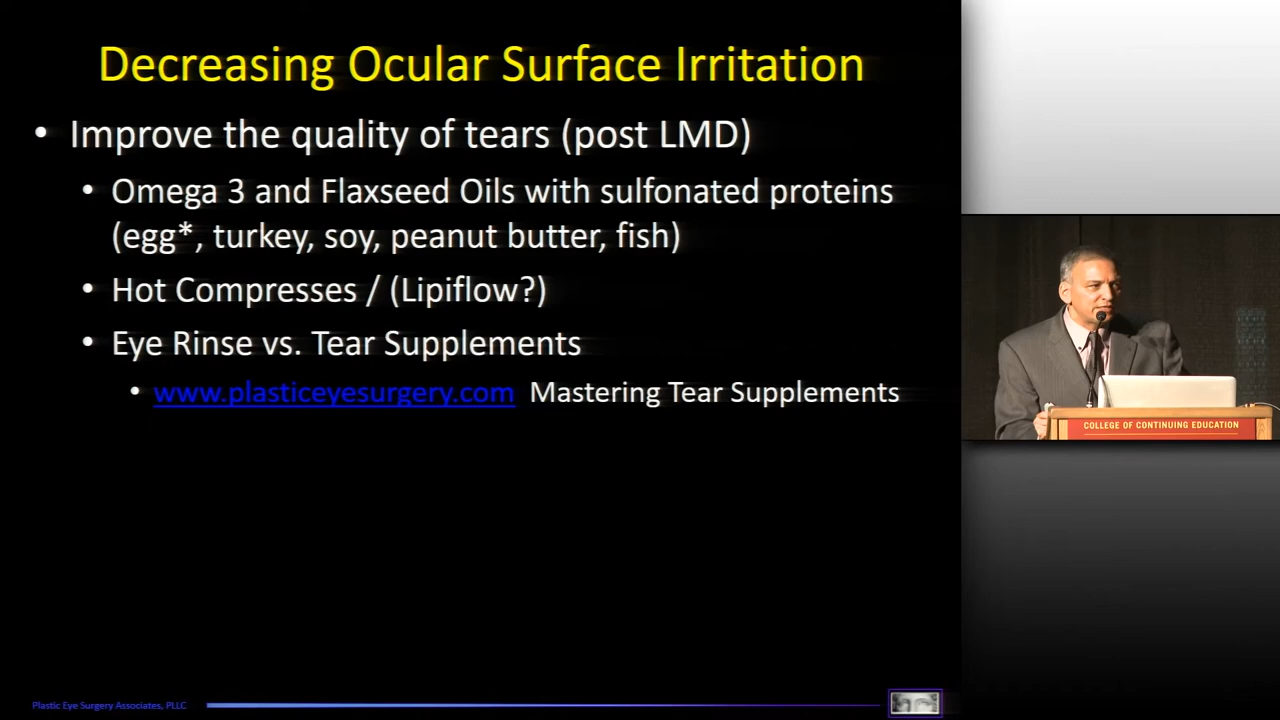 Decreasing Ocular Surface Irritation
• Improve the quality of tears (post LMD)
• Omega 3 and Flaxseed Oils with sulfonated proteins
(egg*, turkey, soy, peanut butter, fish)
• Hot Compresses / (Lipiflow?)
• Eye Rinse vs. Tear Supplements
• www.plasticeyesurgery.com Mastering Tear Supplements
COLLEGE OF CONTINUING EDUCATION
Plastic Eye Surgery Associates, PLLC